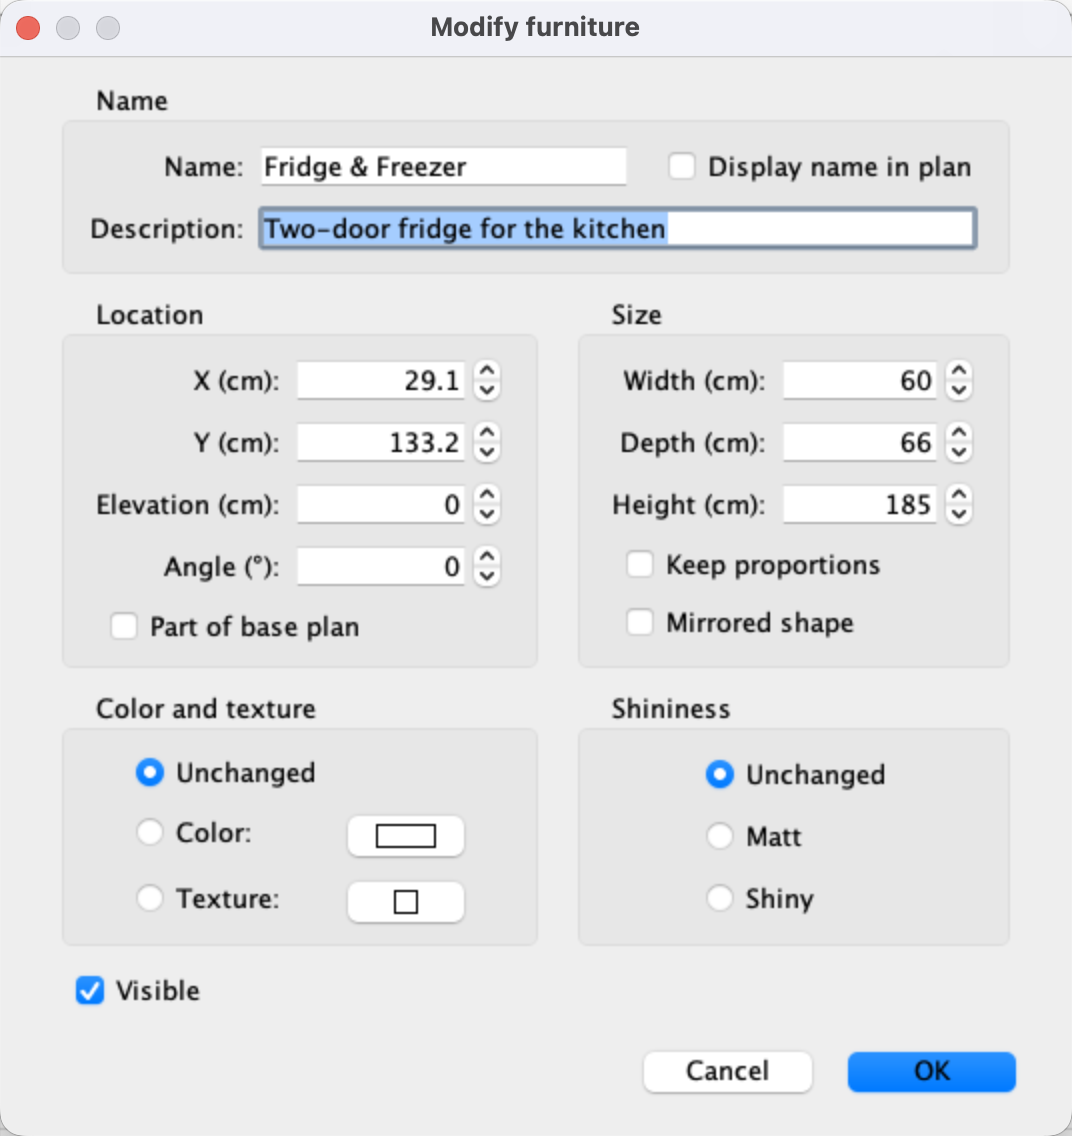 Modify furniture
Name
Name: Fridge & Freezer Display name in plan
Description: Two-door fridge for the kitchen
Location
X (cm): 29.1
Y (cm): 133.2
Elevation (cm): 0
Angle (°): 0
Part of base plan
Size
Width (cm): 60
Depth (cm): 66
Height (cm): 185
Keep proportions
Mirrored shape
Color and texture
Unchanged
Color:
Texture:
Shininess
Unchanged
Matt
Shiny
Visible
Cancel OK